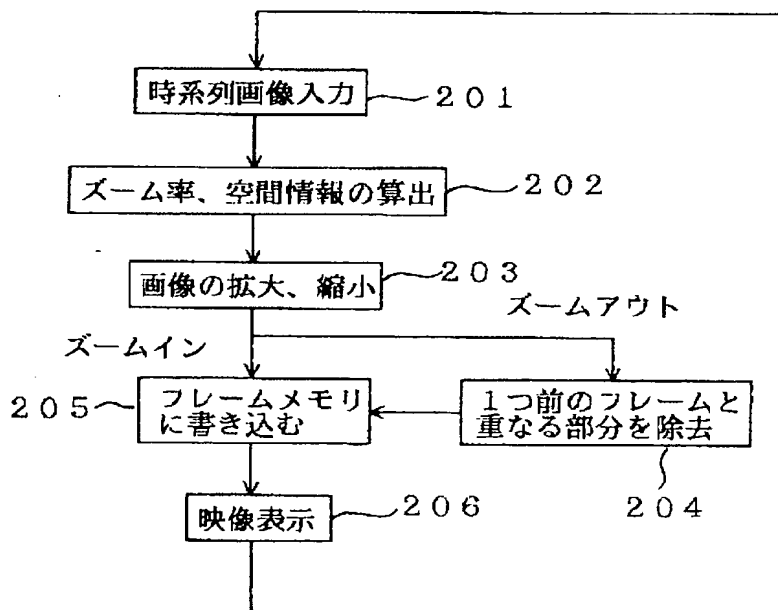 時系列画像入力
201
ズーム率、空間情報の算出
202
画像の拡大、縮小
203
ズームアウト
ズームイン
205
フレームメモリ
に書き込む
1つ前のフレームと
重なる部分を除去
204
映像表示
206